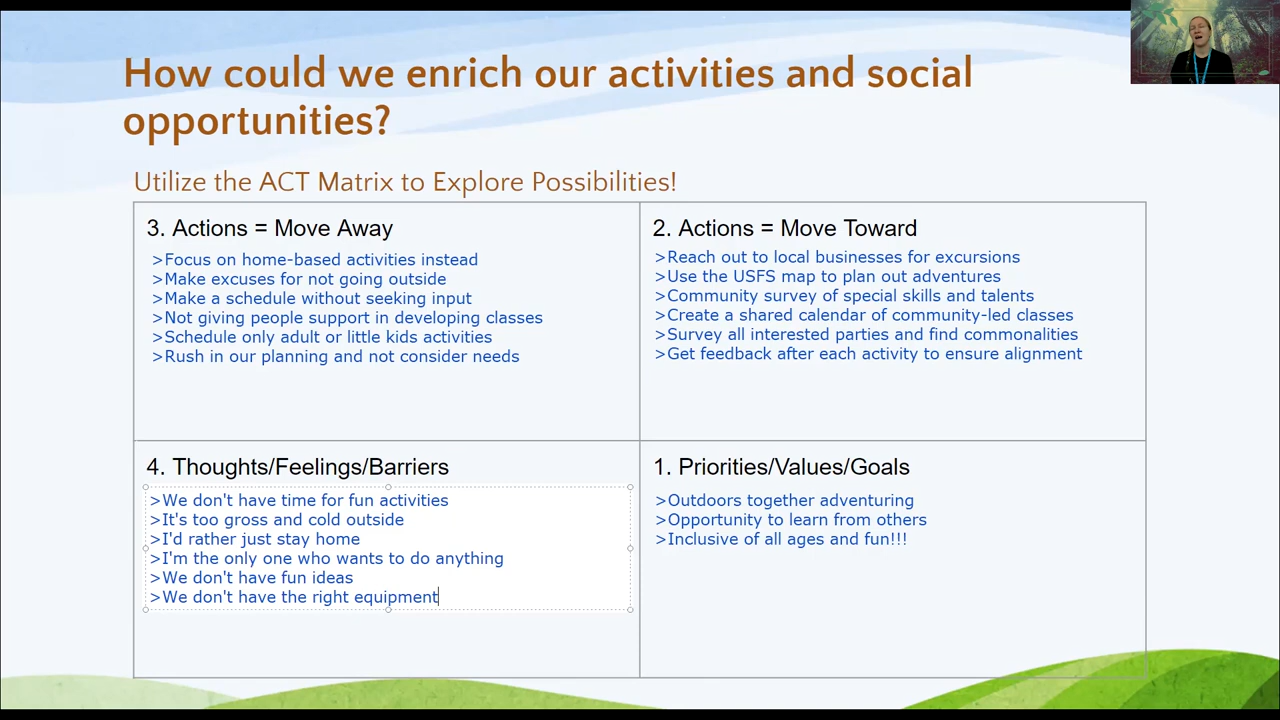 How could we enrich our activities and social
opportunities?
Utilize the ACT Matrix to Explore Possibilities!
3. Actions = Move Away
>Focus on home-based activities instead
>Make excuses for not going outside
>Make a schedule without seeking input
>Not giving people support in developing classes
>Schedule only adult or little kids activities
>Rush in our planning and not consider needs
2. Actions = Move Toward
>Reach out to local businesses for excursions
>Use the USFS map to plan out adventures
>Community survey of special skills and talents
>Create a shared calendar of community-led classes
>Survey all interested parties and find commonalities
>Get feedback after each activity to ensure alignment
4. Thoughts/Feelings/Barriers
>We don't have time for fun activities
>It's too gross and cold outside
>I'd rather just stay home
>I'm the only one who wants to do anything
>We don't have fun ideas
>We don't have the right equipment
1. Priorities/Values/Goals
>Outdoors together adventuring
>Opportunity to learn from others
>Inclusive of all ages and fun!!!